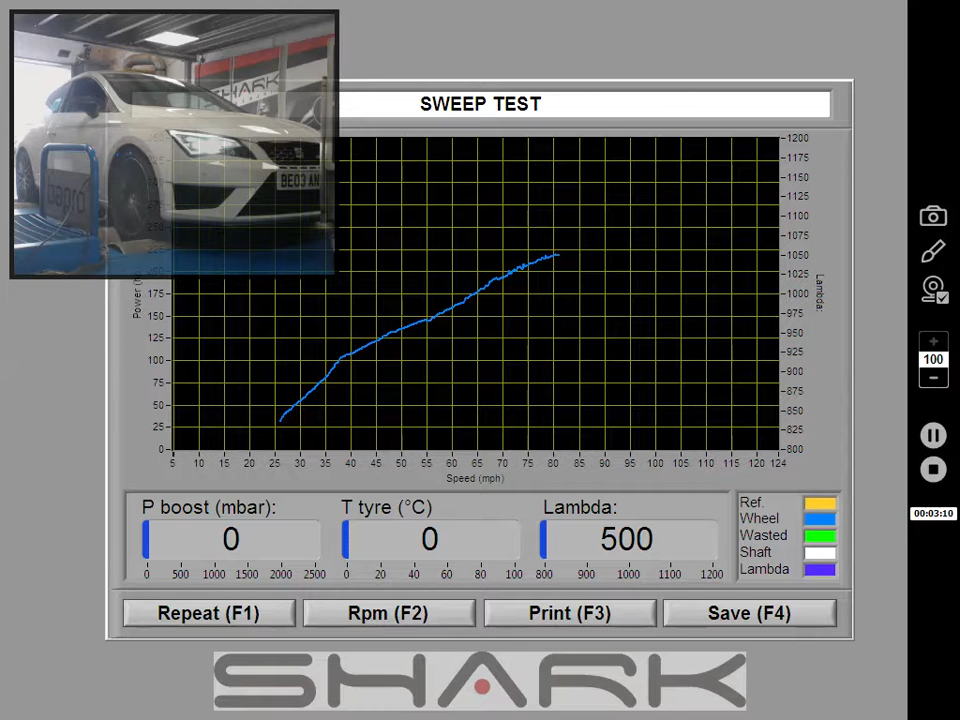 SHARK
BE03 AN
SWEEP TEST
1200
1175
1150
1125
1100
1075
1050
1025
1000
975
950
925
900
875
850
825
800
175
150
125
100
75
50
25
0
Power
Lambda:
5 10 15 20 25 30 35 40 45 50 55 60 65 70 75 80 85 90 95 100 105 110 115 120 124
Speed (mph)
P boost (mbar): T tyre (°C) Lambda:
0 0 500
0 500 1000 1500 2000 2500 0 20 40 60 80 100 800 900 1000 1100 1200
Ref.
Wheel
Wasted
Shaft
Lambda
Repeat (F1) Rpm (F2) Print (F3) Save (F4)
SHARK
+
100
−
00:03:10